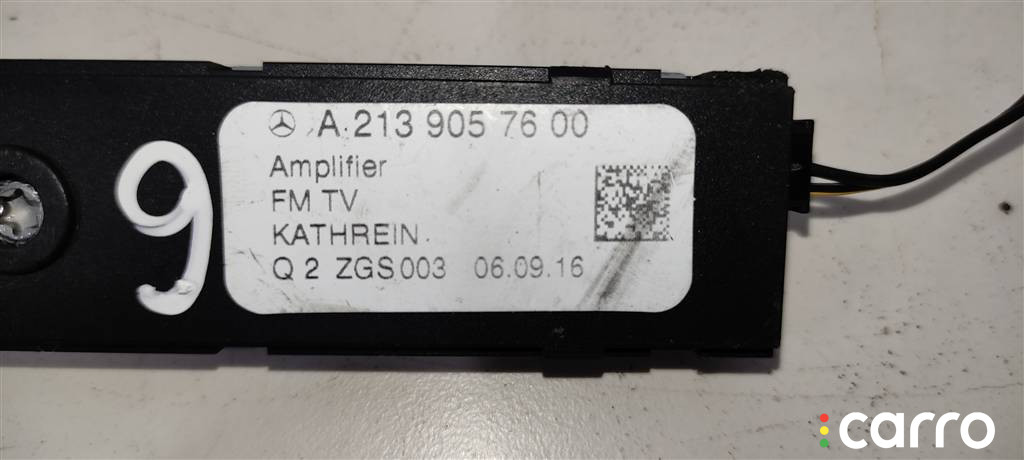 A 213 905 76 00
Amplifier
FM TV
KATHREIN
Q 2 ZGS003 06.09.16
9
carro